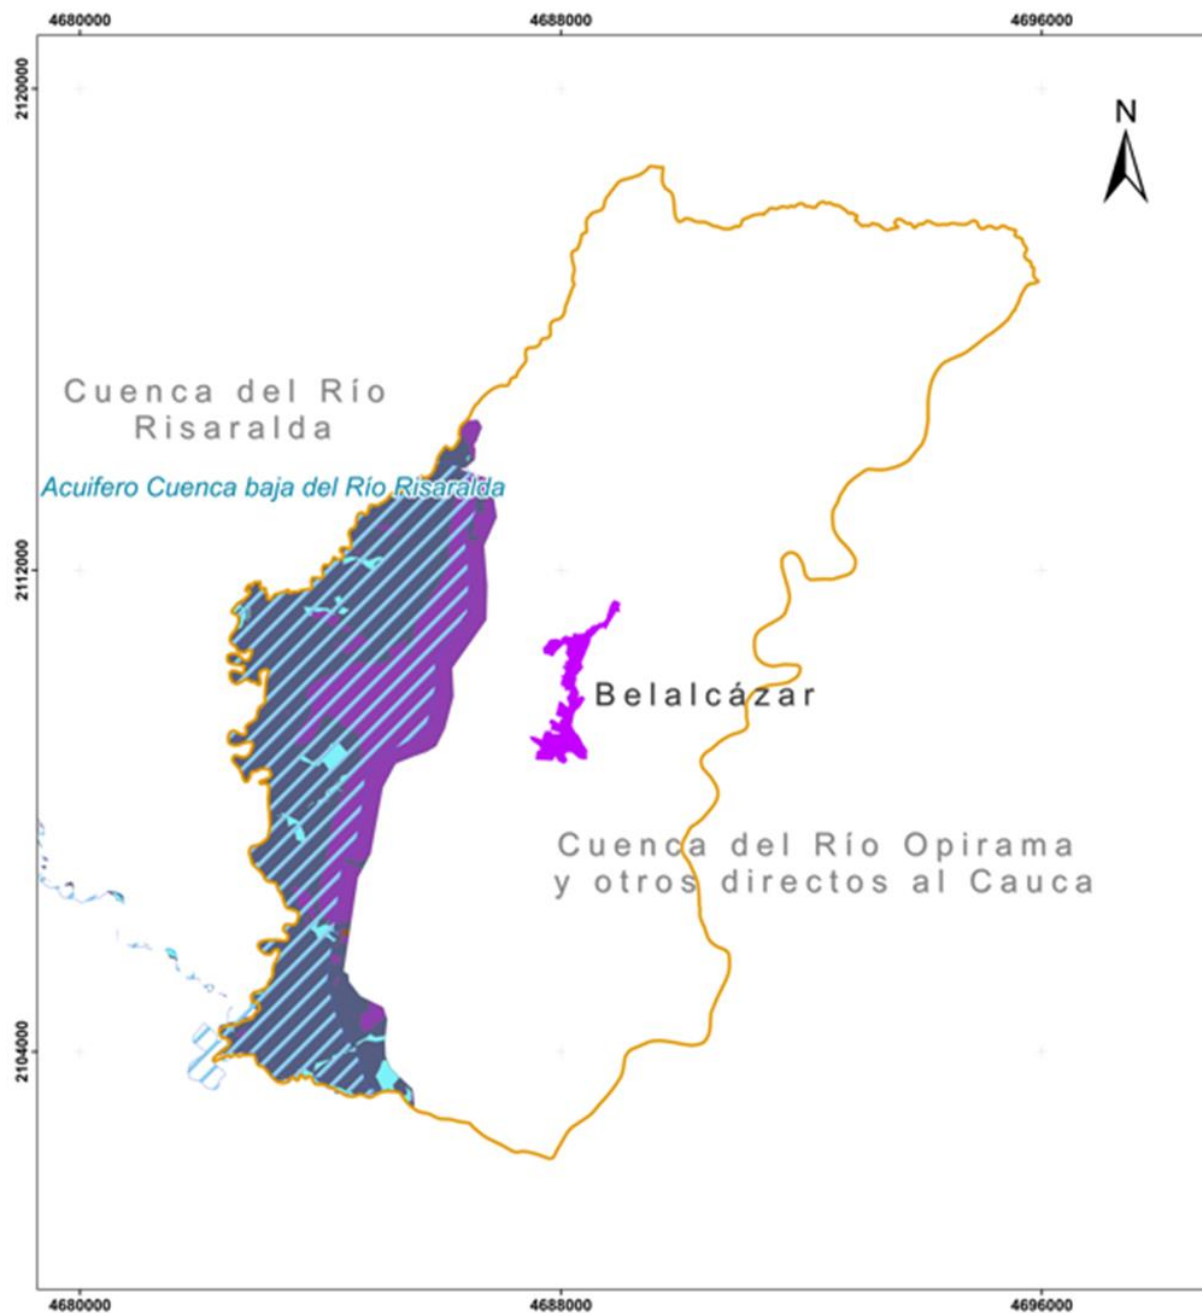 4680000 4688000 4696000
2120000
N
Cuenca del Río
Risaralda
Acuifero Cuenca baja del Río Risaralda
2112000
Belalcázar
Cuenca del Río Opirama
y otros directos al Cauca
2104000
4680000 4688000 4696000